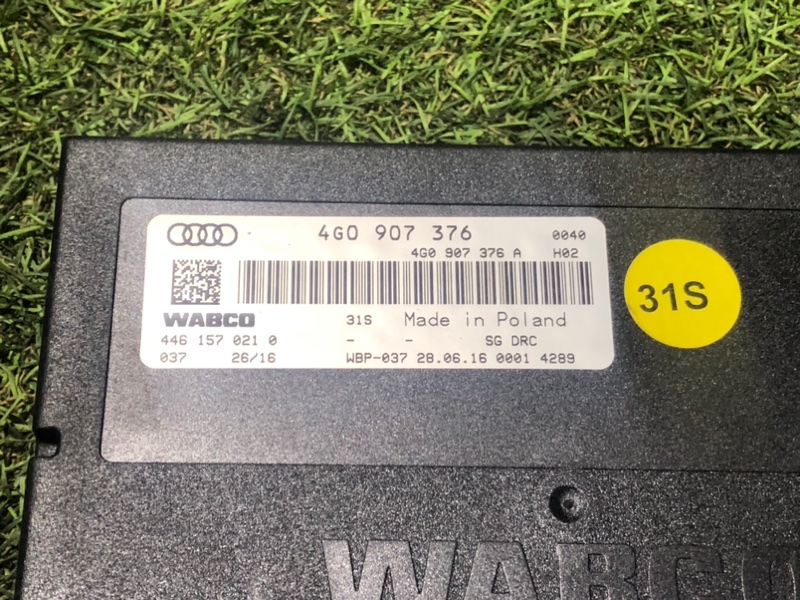 4G0 907 376 0040
4G0 907 376 A H02
WABCO 31S Made in Poland
446 157 021 0 - - SG DRC
037 26/16 WBP-037 28.06.16 0001 4289
31S
WABCO